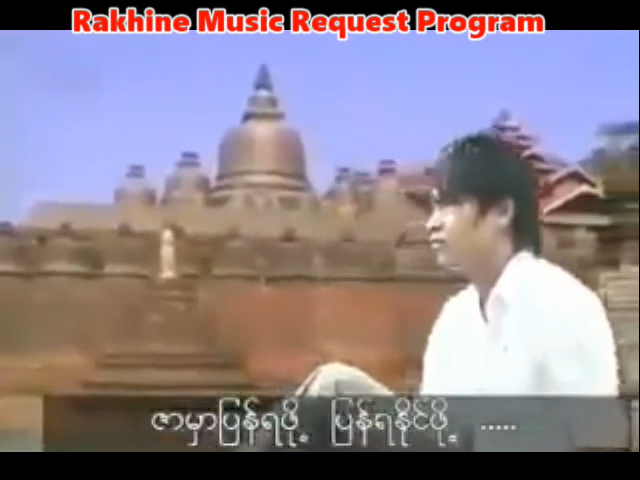 Rakhine Music Request Program
ဇာမှာပြန်ရဖို့ ပြန်ရနိုင်ဖို့ .....